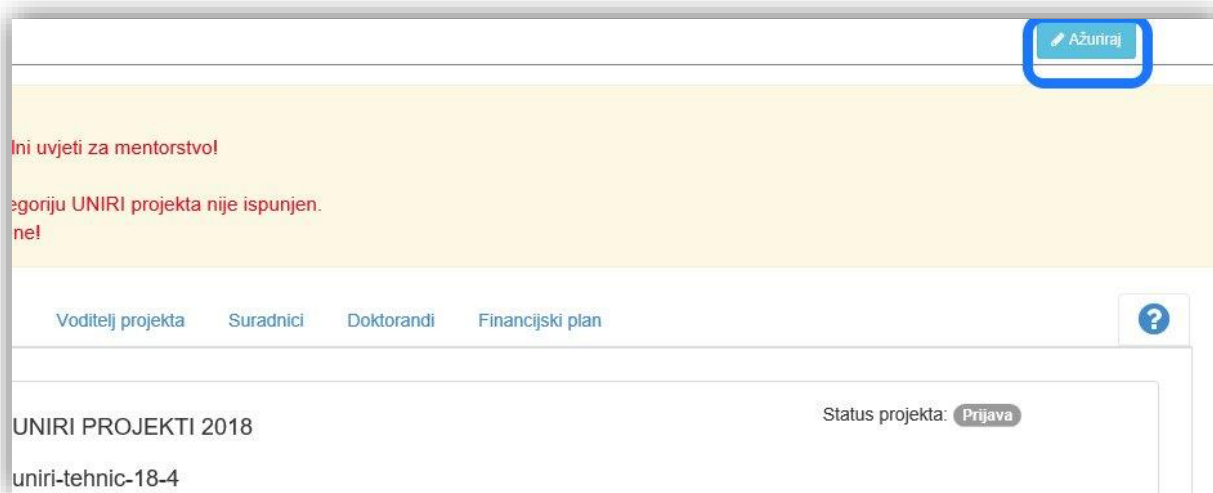 Ažuriraj
lni uvjeti za mentorstvo!
egoriju UNIRI projekta nije ispunjen.
ne!
Voditelj projekta Suradnici Doktorandi Financijski plan ?
UNIRI PROJEKTI 2018 Status projekta: Prijava
uniri-tehnic-18-4